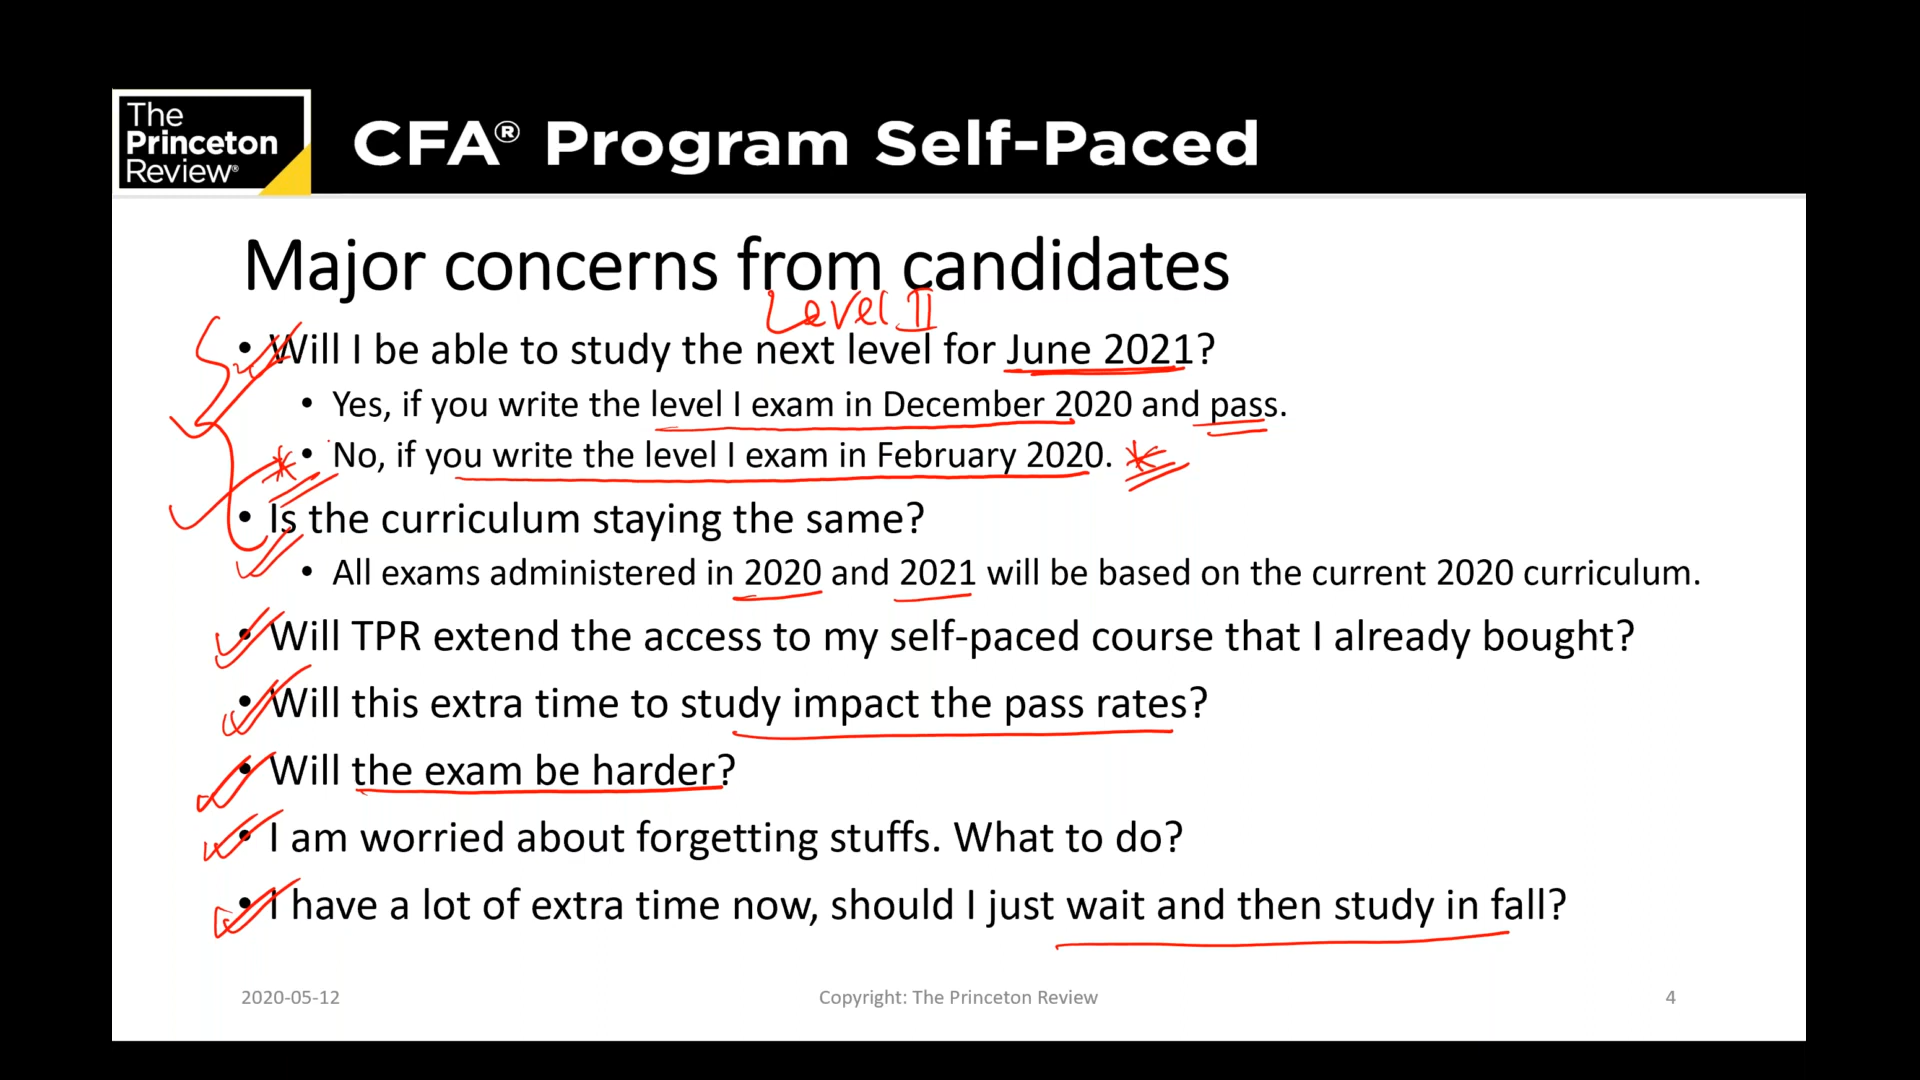 The
Princeton
Review®
CFA® Program Self-Paced
Major concerns from candidates
Level II
• Will I be able to study the next level for June 2021?
• Yes, if you write the level I exam in December 2020 and pass.
• No, if you write the level I exam in February 2020.
• Is the curriculum staying the same?
• All exams administered in 2020 and 2021 will be based on the current 2020 curriculum.
• Will TPR extend the access to my self-paced course that I already bought?
• Will this extra time to study impact the pass rates?
• Will the exam be harder?
• I am worried about forgetting stuffs. What to do?
• I have a lot of extra time now, should I just wait and then study in fall?
2020-05-12
Copyright: The Princeton Review
4